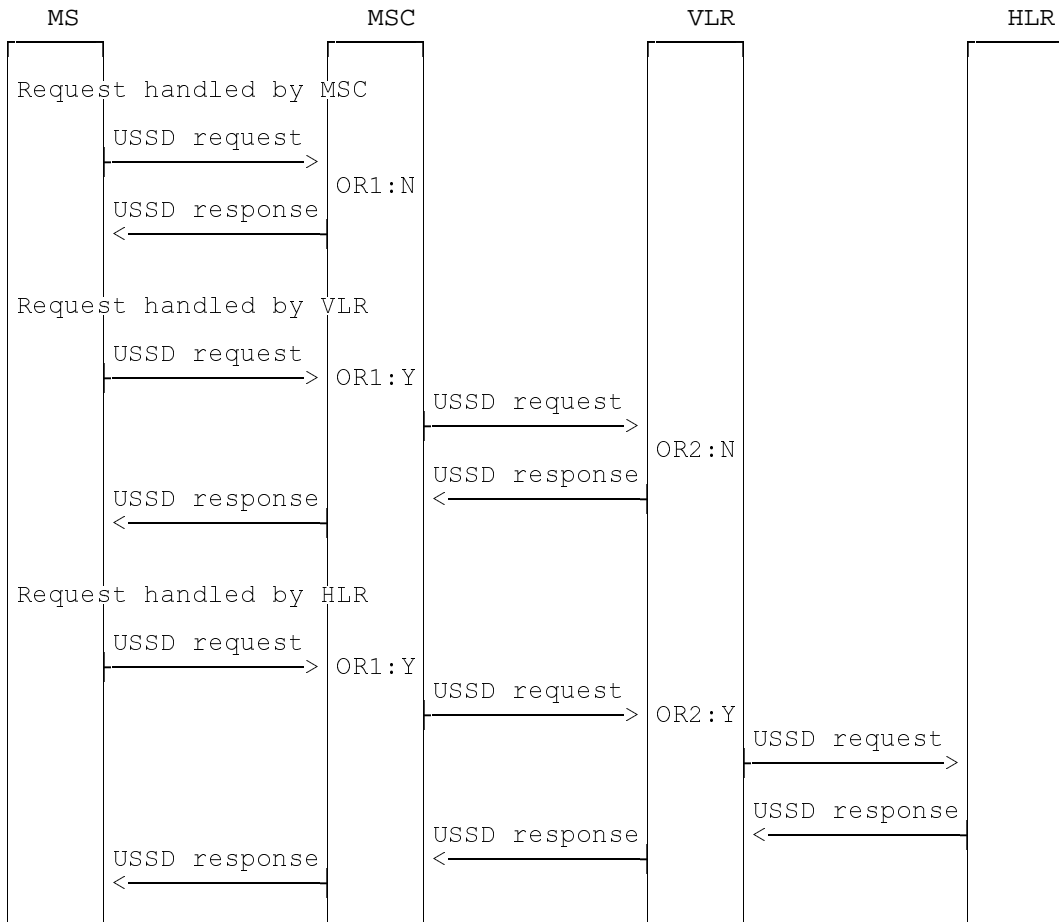 MS MSC VLR HLR
Request handled by MSC
USSD request
OR1:N
USSD response
Request handled by VLR
USSD request
OR1:Y
USSD request
OR2:N
USSD response
USSD response
Request handled by HLR
USSD request
OR1:Y
USSD request
OR2:Y
USSD request
USSD response
USSD response
USSD response